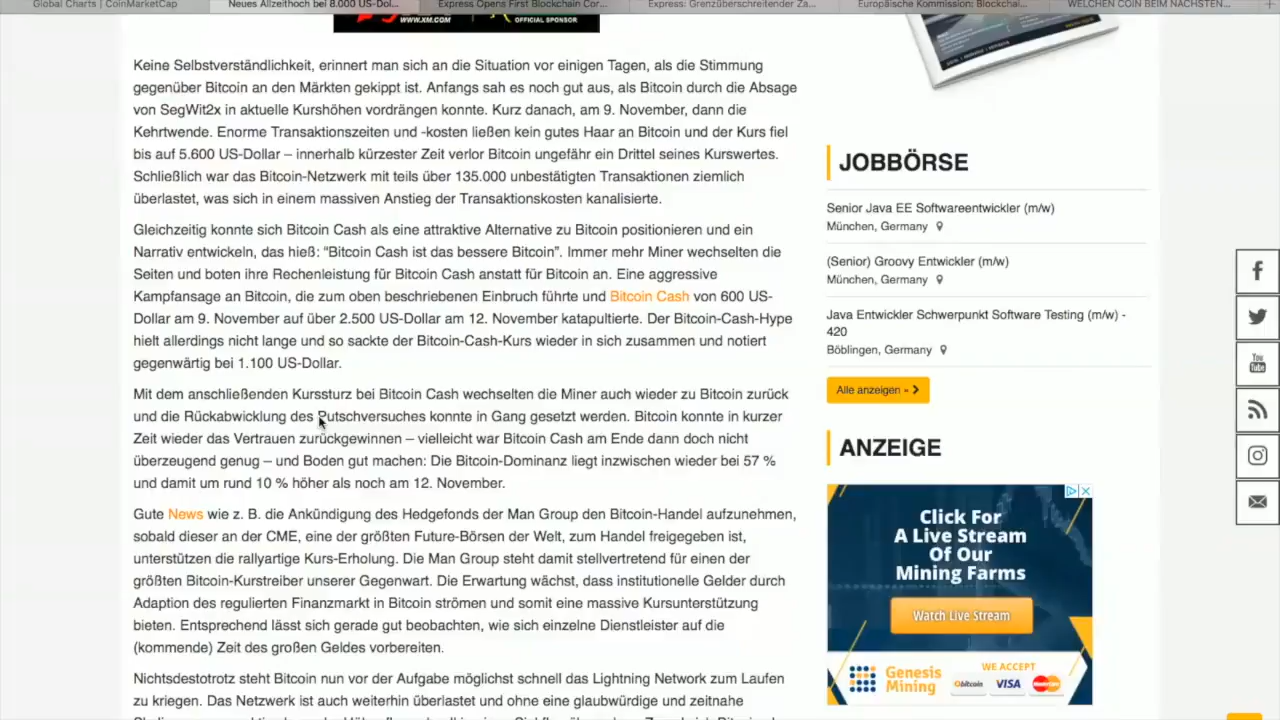 Global Charts | CoinMarketCap
Neues Allzeithoch bei 8.000 US-Dol...
Express Opens First Blockchain Cor...
Express: Grenzüberschreitender Za...
Europäische Kommission: Blockchai...
WELCHEN COIN BEIM NÄCHSTEN...
WWW.XM.COM
OFFICIAL SPONSOR
Keine Selbstverständlichkeit, erinnert man sich an die Situation vor einigen Tagen, als die Stimmung
gegenüber Bitcoin an den Märkten gekippt ist. Anfangs sah es noch gut aus, als Bitcoin durch die Absage
von SegWit2x in aktuelle Kurshöhen vordrängen konnte. Kurz danach, am 9. November, dann die
Kehrtwende. Enorme Transaktionszeiten und -kosten ließen kein gutes Haar an Bitcoin und der Kurs fiel
bis auf 5.600 US-Dollar – innerhalb kürzester Zeit verlor Bitcoin ungefähr ein Drittel seines Kurswertes.
Schließlich war das Bitcoin-Netzwerk mit teils über 135.000 unbestätigten Transaktionen ziemlich
überlastet, was sich in einem massiven Anstieg der Transaktionskosten kanalisierte.
Gleichzeitig konnte sich Bitcoin Cash als eine attraktive Alternative zu Bitcoin positionieren und ein
Narrativ entwickeln, das hieß: “Bitcoin Cash ist das bessere Bitcoin”. Immer mehr Miner wechselten die
Seiten und boten ihre Rechenleistung für Bitcoin Cash anstatt für Bitcoin an. Eine aggressive
Kampfansage an Bitcoin, die zum oben beschriebenen Einbruch führte und Bitcoin Cash von 600 US-
Dollar am 9. November auf über 2.500 US-Dollar am 12. November katapultierte. Der Bitcoin-Cash-Hype
hielt allerdings nicht lange und so sackte der Bitcoin-Cash-Kurs wieder in sich zusammen und notiert
gegenwärtig bei 1.100 US-Dollar.
Mit dem anschließenden Kurssturz bei Bitcoin Cash wechselten die Miner auch wieder zu Bitcoin zurück
und die Rückabwicklung des Putschversuches konnte in Gang gesetzt werden. Bitcoin konnte in kurzer
Zeit wieder das Vertrauen zurückgewinnen – vielleicht war Bitcoin Cash am Ende dann doch nicht
überzeugend genug – und Boden gut machen: Die Bitcoin-Dominanz liegt inzwischen wieder bei 57 %
und damit um rund 10 % höher als noch am 12. November.
Gute News wie z. B. die Ankündigung des Hedgefonds der Man Group den Bitcoin-Handel aufzunehmen,
sobald dieser an der CME, eine der größten Future-Börsen der Welt, zum Handel freigegeben ist,
unterstützen die rallyartige Kurs-Erholung. Die Man Group steht damit stellvertretend für einen der
größten Bitcoin-Kurstreiber unserer Gegenwart. Die Erwartung wächst, dass institutionelle Gelder durch
Adaption des regulierten Finanzmarkt in Bitcoin strömen und somit eine massive Kursunterstützung
bieten. Entsprechend lässt sich gerade gut beobachten, wie sich einzelne Dienstleister auf die
(kommende) Zeit des großen Geldes vorbereiten.
Nichtsdestotrotz steht Bitcoin nun vor der Aufgabe möglichst schnell das Lightning Network zum Laufen
zu kriegen. Das Netzwerk ist auch weiterhin überlastet und ohne eine glaubwürdige und zeitnahe
JOBBÖRSE
Senior Java EE Softwareentwickler (m/w)
München, Germany
(Senior) Groovy Entwickler (m/w)
München, Germany
Java Entwickler Schwerpunkt Software Testing (m/w) -
420
Böblingen, Germany
Alle anzeigen »
ANZEIGE
Click For
A Live Stream
Of Our
Mining Farms
Watch Live Stream
Genesis
Mining
WE ACCEPT
bitcoin
VISA
MasterCard
You
Tube